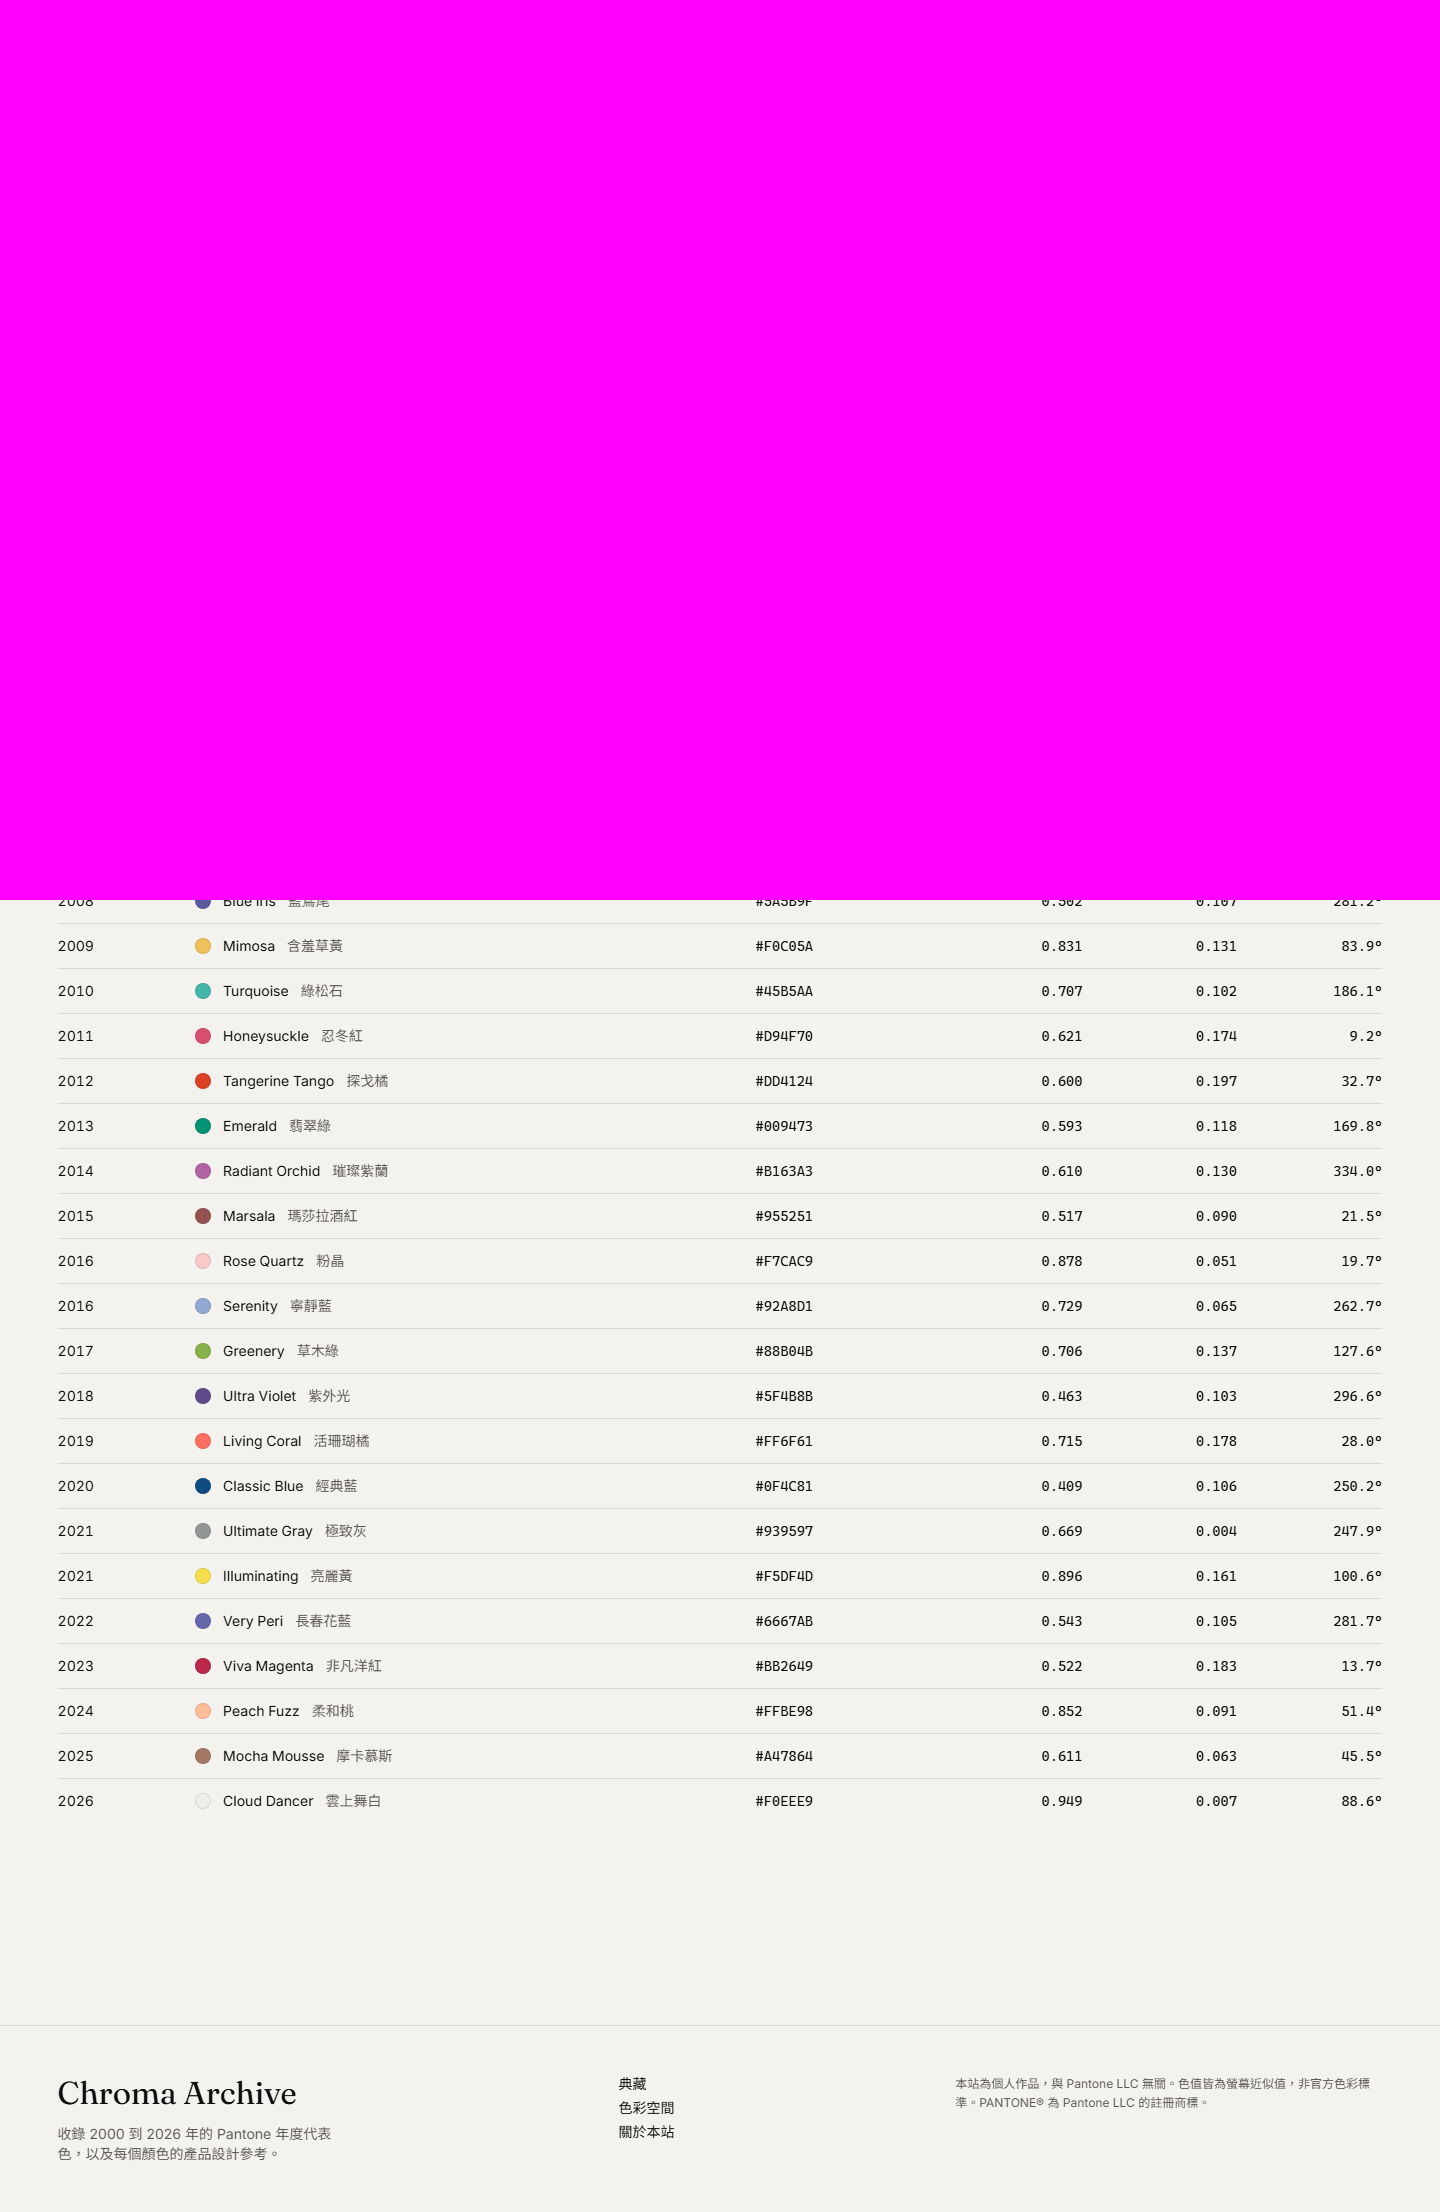 2008 Blue Iris 藍鳶尾 #5A5B9F 0.502 0.107 281.2°
2009 Mimosa 含羞草黃 #F0C05A 0.831 0.131 83.9°
2010 Turquoise 綠松石 #45B5AA 0.707 0.102 186.1°
2011 Honeysuckle 忍冬紅 #D94F70 0.621 0.174 9.2°
2012 Tangerine Tango 探戈橘 #DD4124 0.600 0.197 32.7°
2013 Emerald 翡翠綠 #009473 0.593 0.118 169.8°
2014 Radiant Orchid 璀璨紫蘭 #B163A3 0.610 0.130 334.0°
2015 Marsala 瑪莎拉酒紅 #955251 0.517 0.090 21.5°
2016 Rose Quartz 粉晶 #F7CAC9 0.878 0.051 19.7°
2016 Serenity 寧靜藍 #92A8D1 0.729 0.065 262.7°
2017 Greenery 草木綠 #88B04B 0.706 0.137 127.6°
2018 Ultra Violet 紫外光 #5F4B8B 0.463 0.103 296.6°
2019 Living Coral 活珊瑚橘 #FF6F61 0.715 0.178 28.0°
2020 Classic Blue 經典藍 #0F4C81 0.409 0.106 250.2°
2021 Ultimate Gray 極致灰 #939597 0.669 0.004 247.9°
2021 Illuminating 亮麗黃 #F5DF4D 0.896 0.161 100.6°
2022 Very Peri 長春花藍 #6667AB 0.543 0.105 281.7°
2023 Viva Magenta 非凡洋紅 #BB2649 0.522 0.183 13.7°
2024 Peach Fuzz 柔和桃 #FFBE98 0.852 0.091 51.4°
2025 Mocha Mousse 摩卡慕斯 #A47864 0.611 0.063 45.5°
2026 Cloud Dancer 雲上舞白 #F0EEE9 0.949 0.007 88.6°
Chroma Archive
收錄 2000 到 2026 年的 Pantone 年度代表
色，以及每個顏色的產品設計參考。
典藏
色彩空間
關於本站
本站為個人作品，與 Pantone LLC 無關。色值皆為螢幕近似值，非官方色彩標
準。PANTONE® 為 Pantone LLC 的註冊商標。